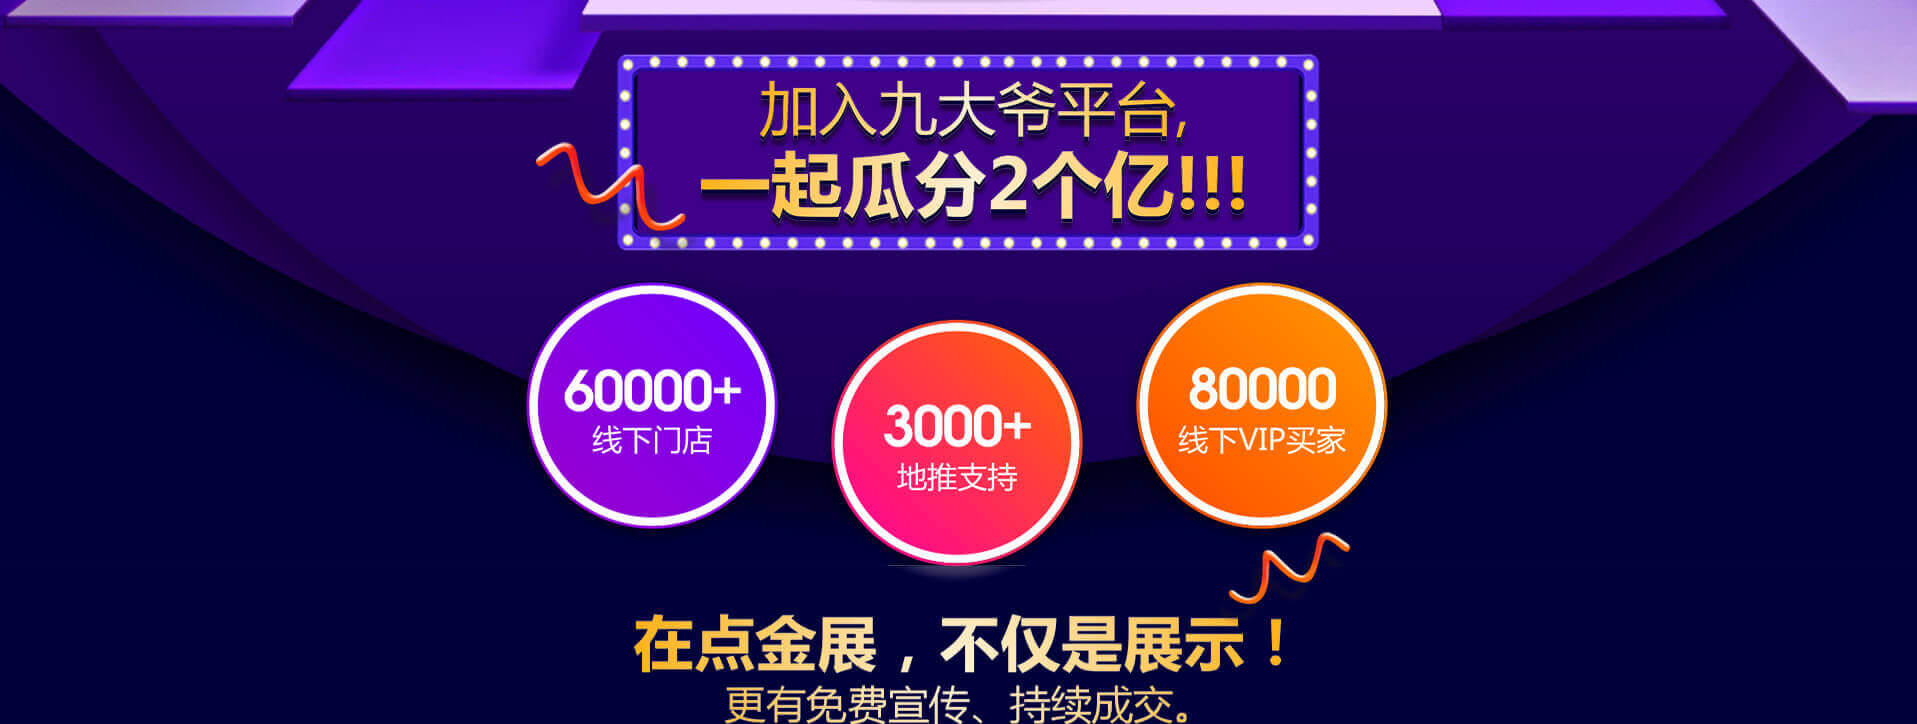 加入九大爷平台,
一起瓜分2个亿!!!
60000+
线下门店
3000+
地推支持
80000
线下VIP买家
在点金展，不仅是展示！
更有免费宣传、持续成交。